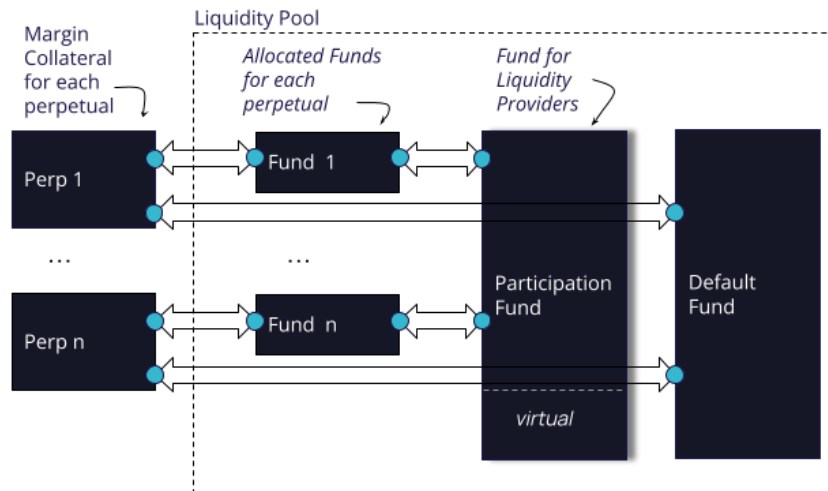 Liquidity Pool
Margin
Collateral
for each
perpetual
Allocated Funds
for each
perpetual
Fund for
Liquidity
Providers
Perp 1
Fund 1
...
...
Participation
Fund
Default
Fund
Perp n
Fund n
virtual